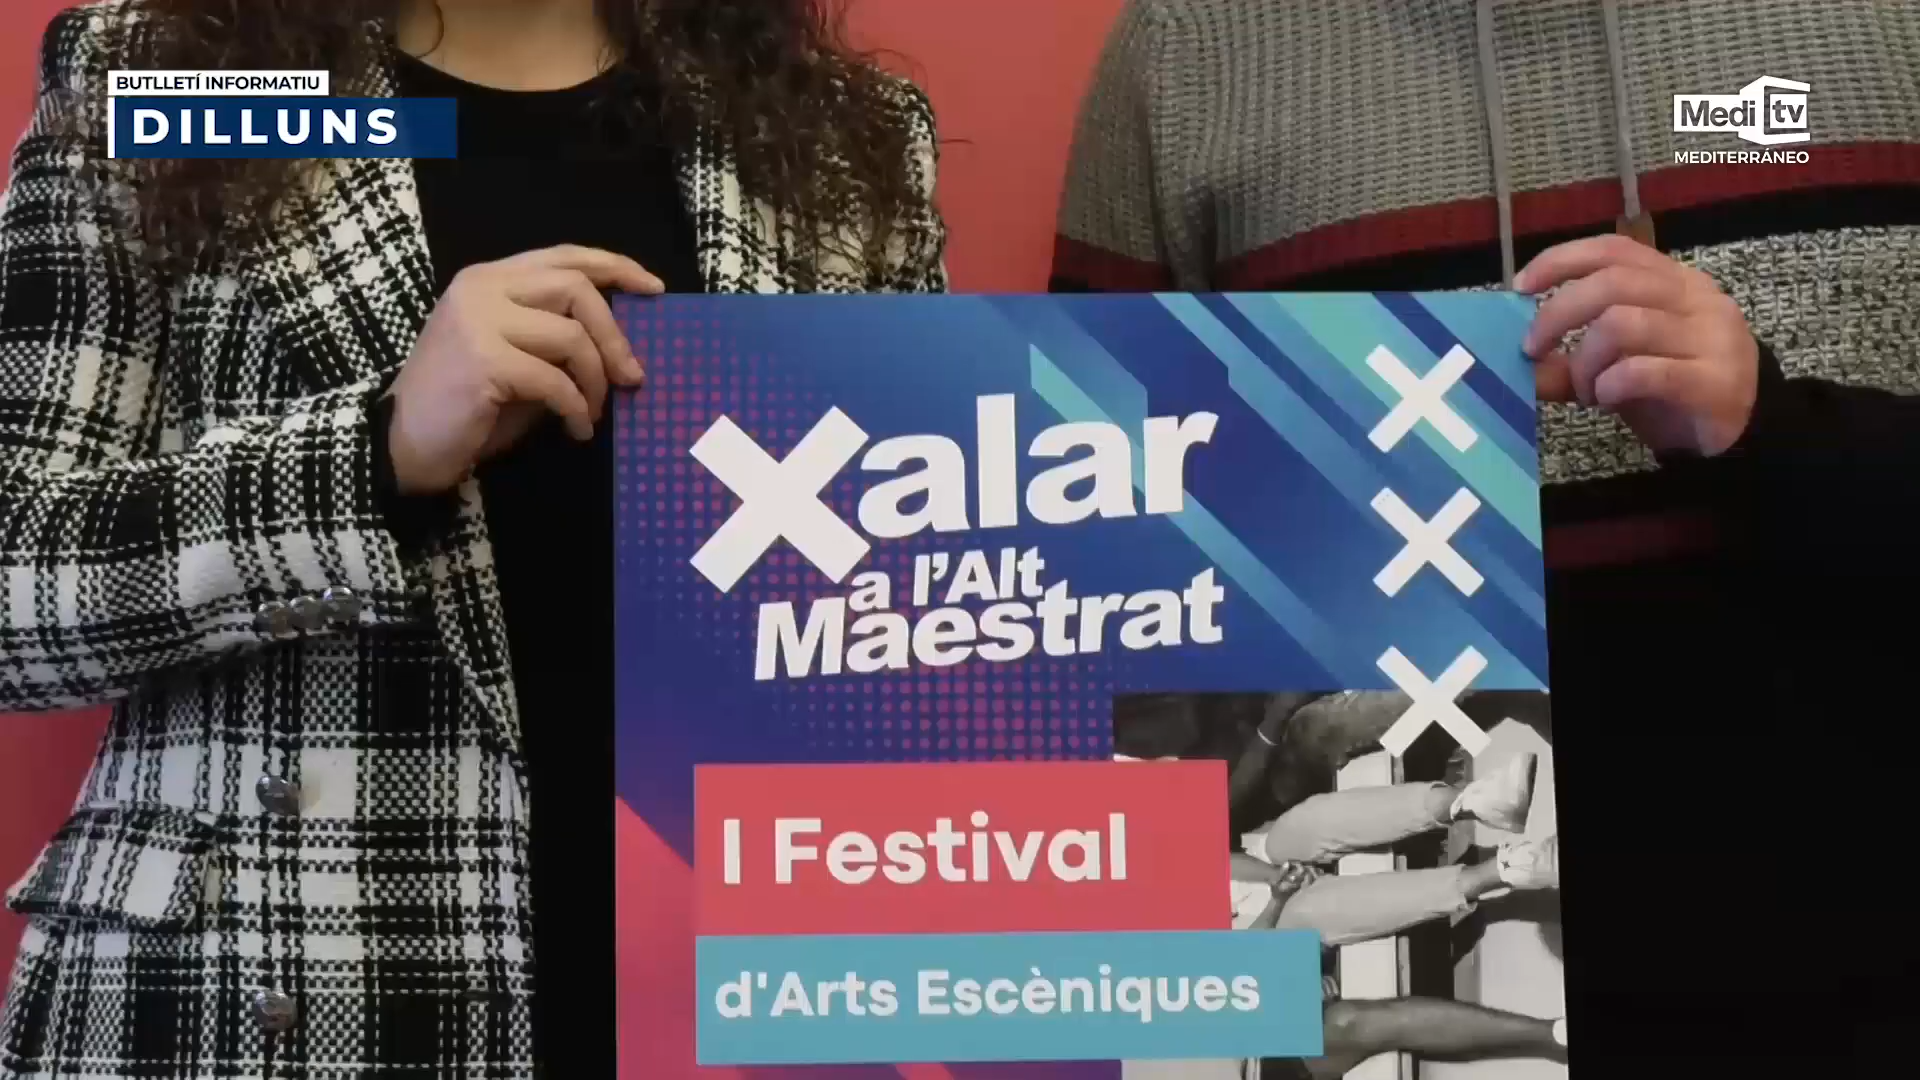 BUTLLETÍ INFORMATIU
DILLUNS
Medi tv
MEDITERRÁNEO
Xalar
a l'Alt
Maestrat
I Festival
d'Arts Escèniques